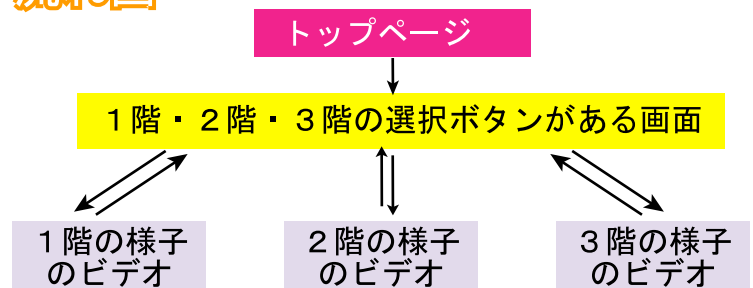 トップページ
１階・２階・３階の選択ボタンがある画面
１階の様子
のビデオ
２階の様子
のビデオ
３階の様子
のビデオ